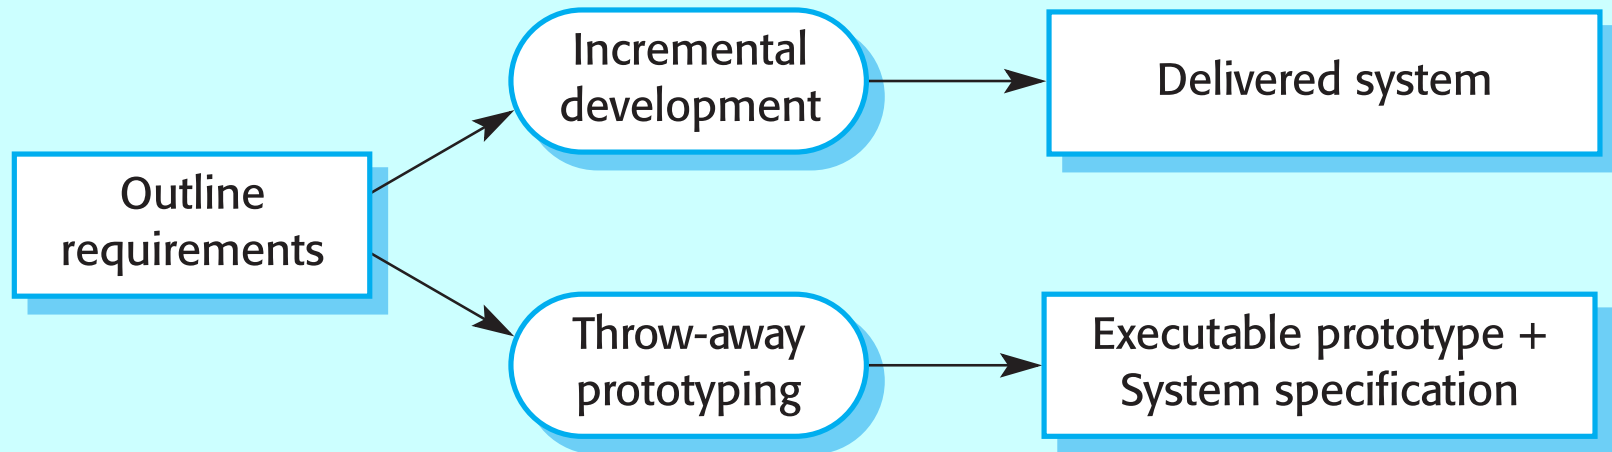 Incremental
development
Delivered system
Outline
requirements
Throw-away
prototyping
Executable prototype +
System specification